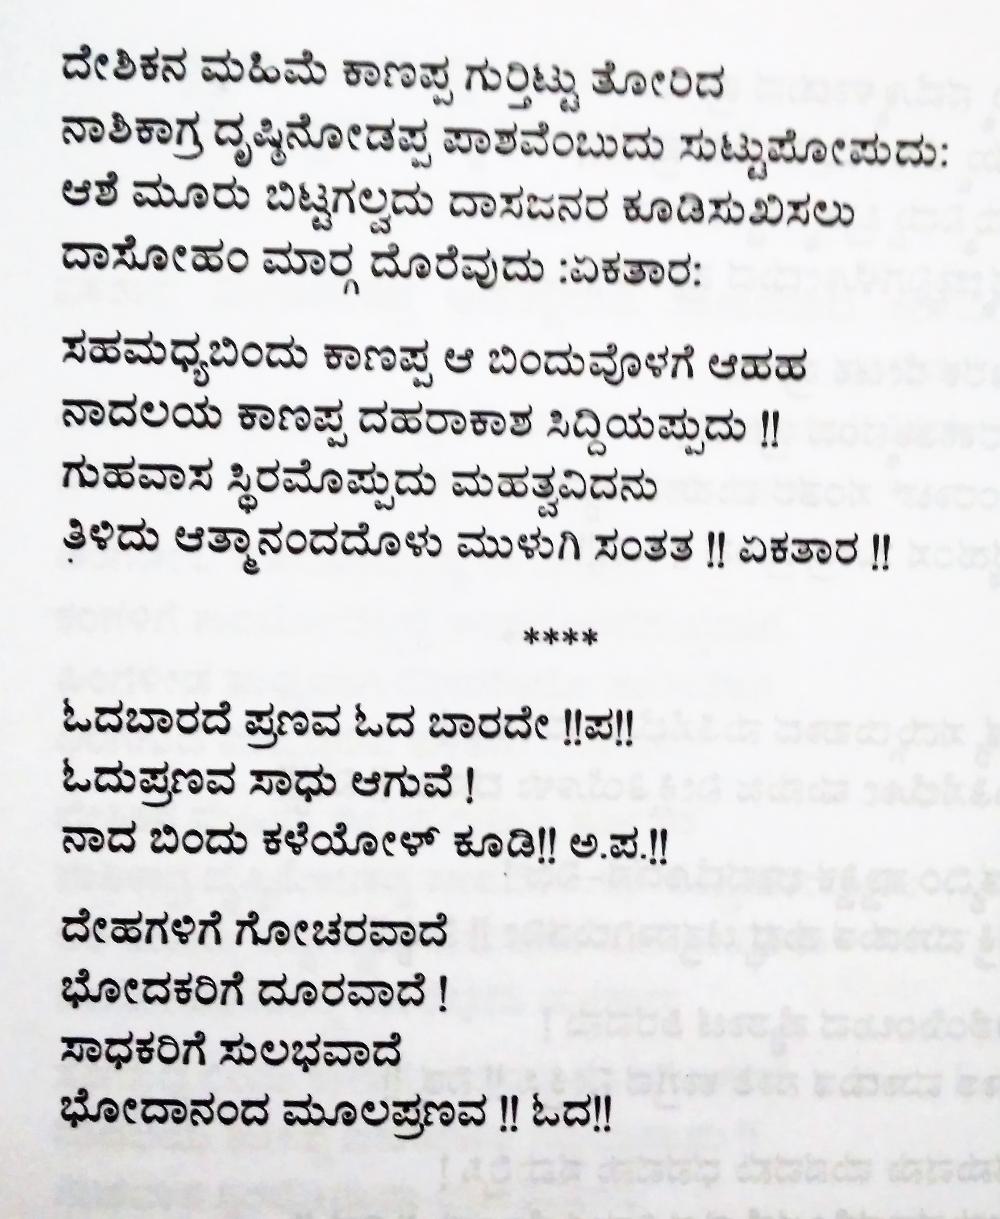 ದೇಶಿಕನ ಮಹಿಮೆ ಕಾಣಪ್ಪ ಗುರ‍್ತಿಟ್ಟು ತೋರಿದ
ನಾಶಿಕಾಗ್ರ ದೃಷ್ಠಿನೋಡಪ್ಪ ಪಾಶವೆಂಬುದು ಸುಟ್ಟುಪೋಪುದು:
ಆಶೆ ಮೂರು ಬಿಟ್ಟಗಲ್ವದು ದಾಸಜನರ ಕೂಡಿಸುಖಿಸಲು
ದಾಸೋಹಂ ಮಾರ‍್ಗ ದೊರೆವುದು :ಏಕತಾರ:
ಸಹಮಧ್ಯಬಿಂದು ಕಾಣಪ್ಪ ಆ ಬಿಂದುವೊಳಗೆ ಆಹಹ
ನಾದಲಯ ಕಾಣಪ್ಪ ದಹರಾಕಾಶ ಸಿದ್ದಿಯಪ್ಪುದು !!
ಗುಹವಾಸ ಸ್ಥಿರಮೊಪ್ಪುದು ಮಹತ್ವವಿದನು
ತಿಳಿದು ಆತ್ಮಾನಂದದೊಳು ಮುಳುಗಿ ಸಂತತ !! ಏಕತಾರ !!
****
ಓದಬಾರದೆ ಪ್ರಣವ ಓದ ಬಾರದೇ !!ಪ!!
ಓದುಪ್ರಣವ ಸಾಧು ಆಗುವೆ !
ನಾದ ಬಿಂದು ಕಳೆಯೋಳ್ ಕೂಡಿ!! ಅ.ಪ.!!
ದೇಹಗಳಿಗೆ ಗೋಚರವಾದೆ
ಭೋದಕರಿಗೆ ದೂರವಾದೆ !
ಸಾಧಕರಿಗೆ ಸುಲಭವಾದೆ
ಭೋದಾನಂದ ಮೂಲಪ್ರಣವ !! ಓದ!!